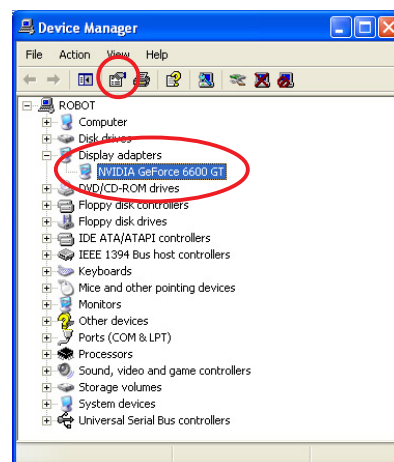 Device Manager
File Action View Help
ROBOT
Computer
Disk drives
Display adapters
NVIDIA GeForce 6600 GT
DVD/CD-ROM drives
Floppy disk controllers
Floppy disk drives
IDE ATA/ATAPI controllers
IEEE 1394 Bus host controllers
Keyboards
Mice and other pointing devices
Monitors
Other devices
Ports (COM & LPT)
Processors
Sound, video and game controllers
Storage volumes
System devices
Universal Serial Bus controllers